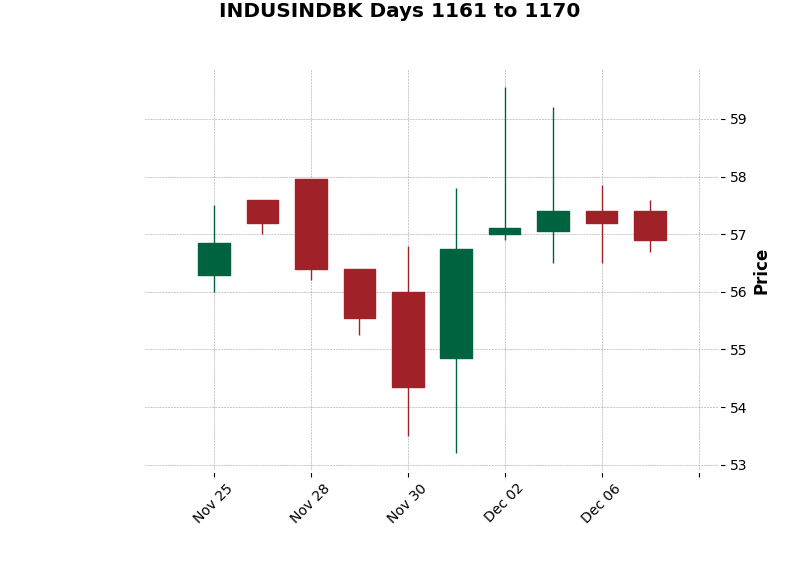 INDUSINDBK Days 1161 to 1170
59
58
57
56
55
54
53
Price
Nov 25
Nov 28
Nov 30
Dec 02
Dec 06